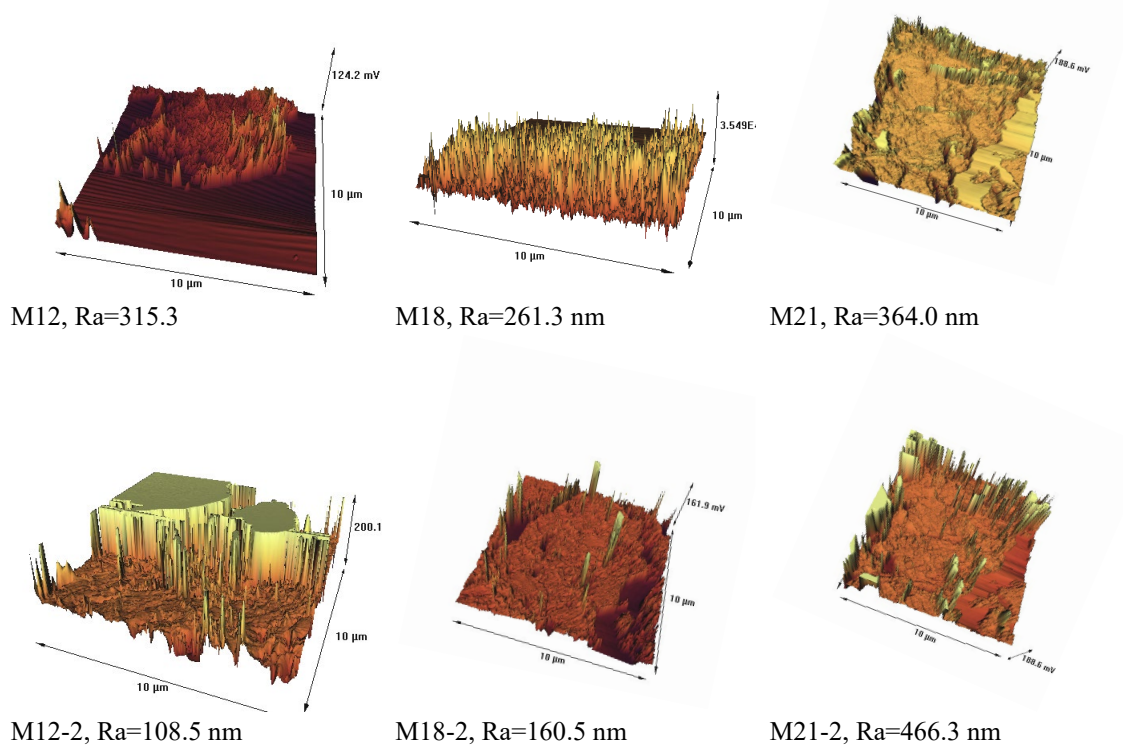 124.2 mV
10 µm
10 µm
M12, Ra=315.3
3.549E
10 µm
10 µm
M18, Ra=261.3 nm
188.6 mV
10 µm
10 µm
M21, Ra=364.0 nm
200.1
10 µm
10 µm
M12-2, Ra=108.5 nm
161.9 mV
10 µm
10 µm
M18-2, Ra=160.5 nm
10 µm
188.6 mV
M21-2, Ra=466.3 nm